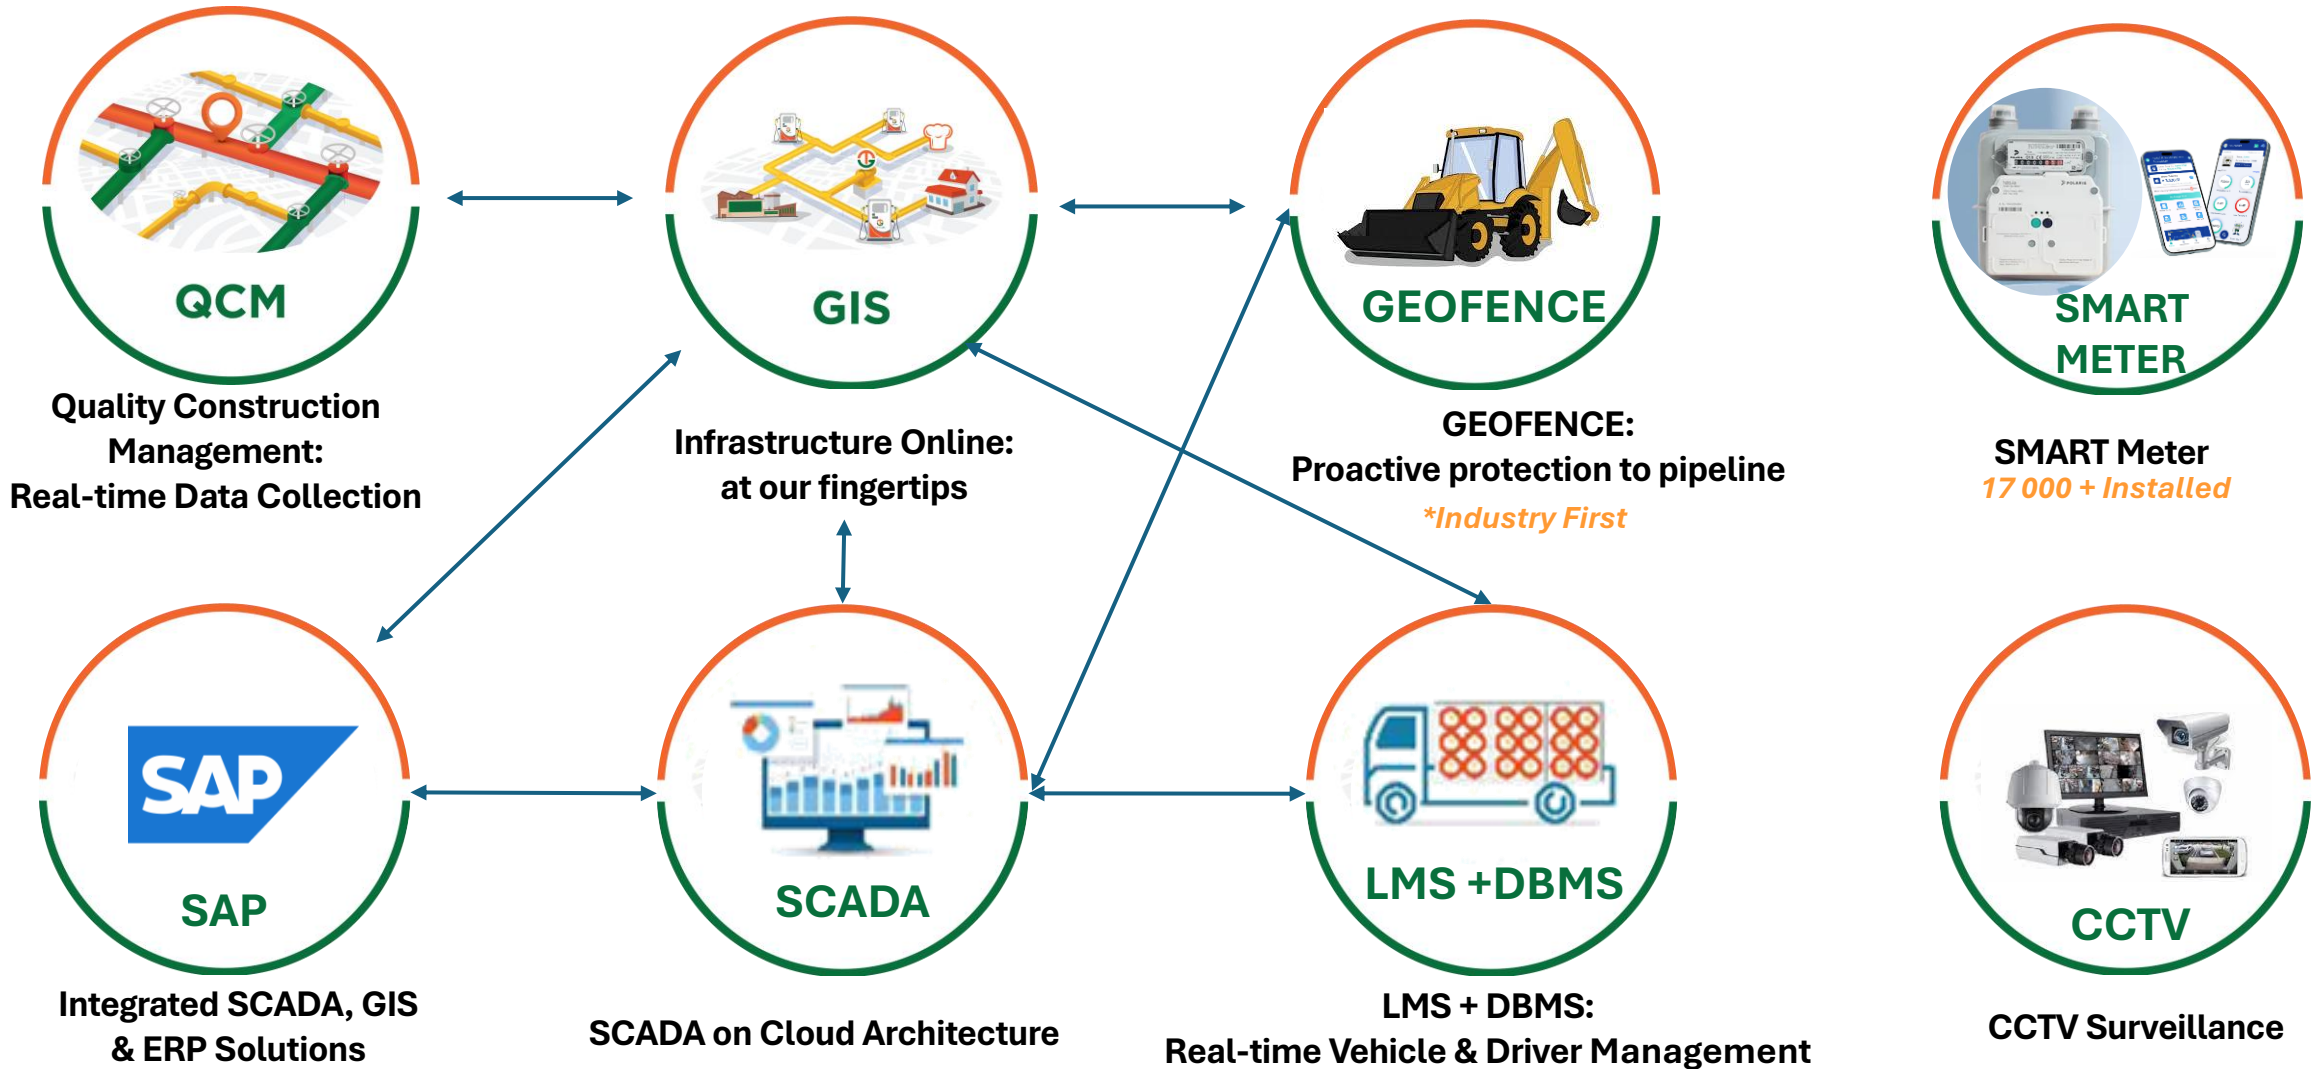 QCM
Quality Construction
Management:
Real-time Data Collection
GIS
Infrastructure Online:
at our fingertips
GEOFENCE
GEOFENCE:
Proactive protection to pipeline
*Industry First
SMART
METER
SMART Meter
17 000 + Installed
SAP
SAP
Integrated SCADA, GIS
& ERP Solutions
SCADA
SCADA on Cloud Architecture
LMS +DBMS
LMS + DBMS:
Real-time Vehicle & Driver Management
CCTV
CCTV Surveillance